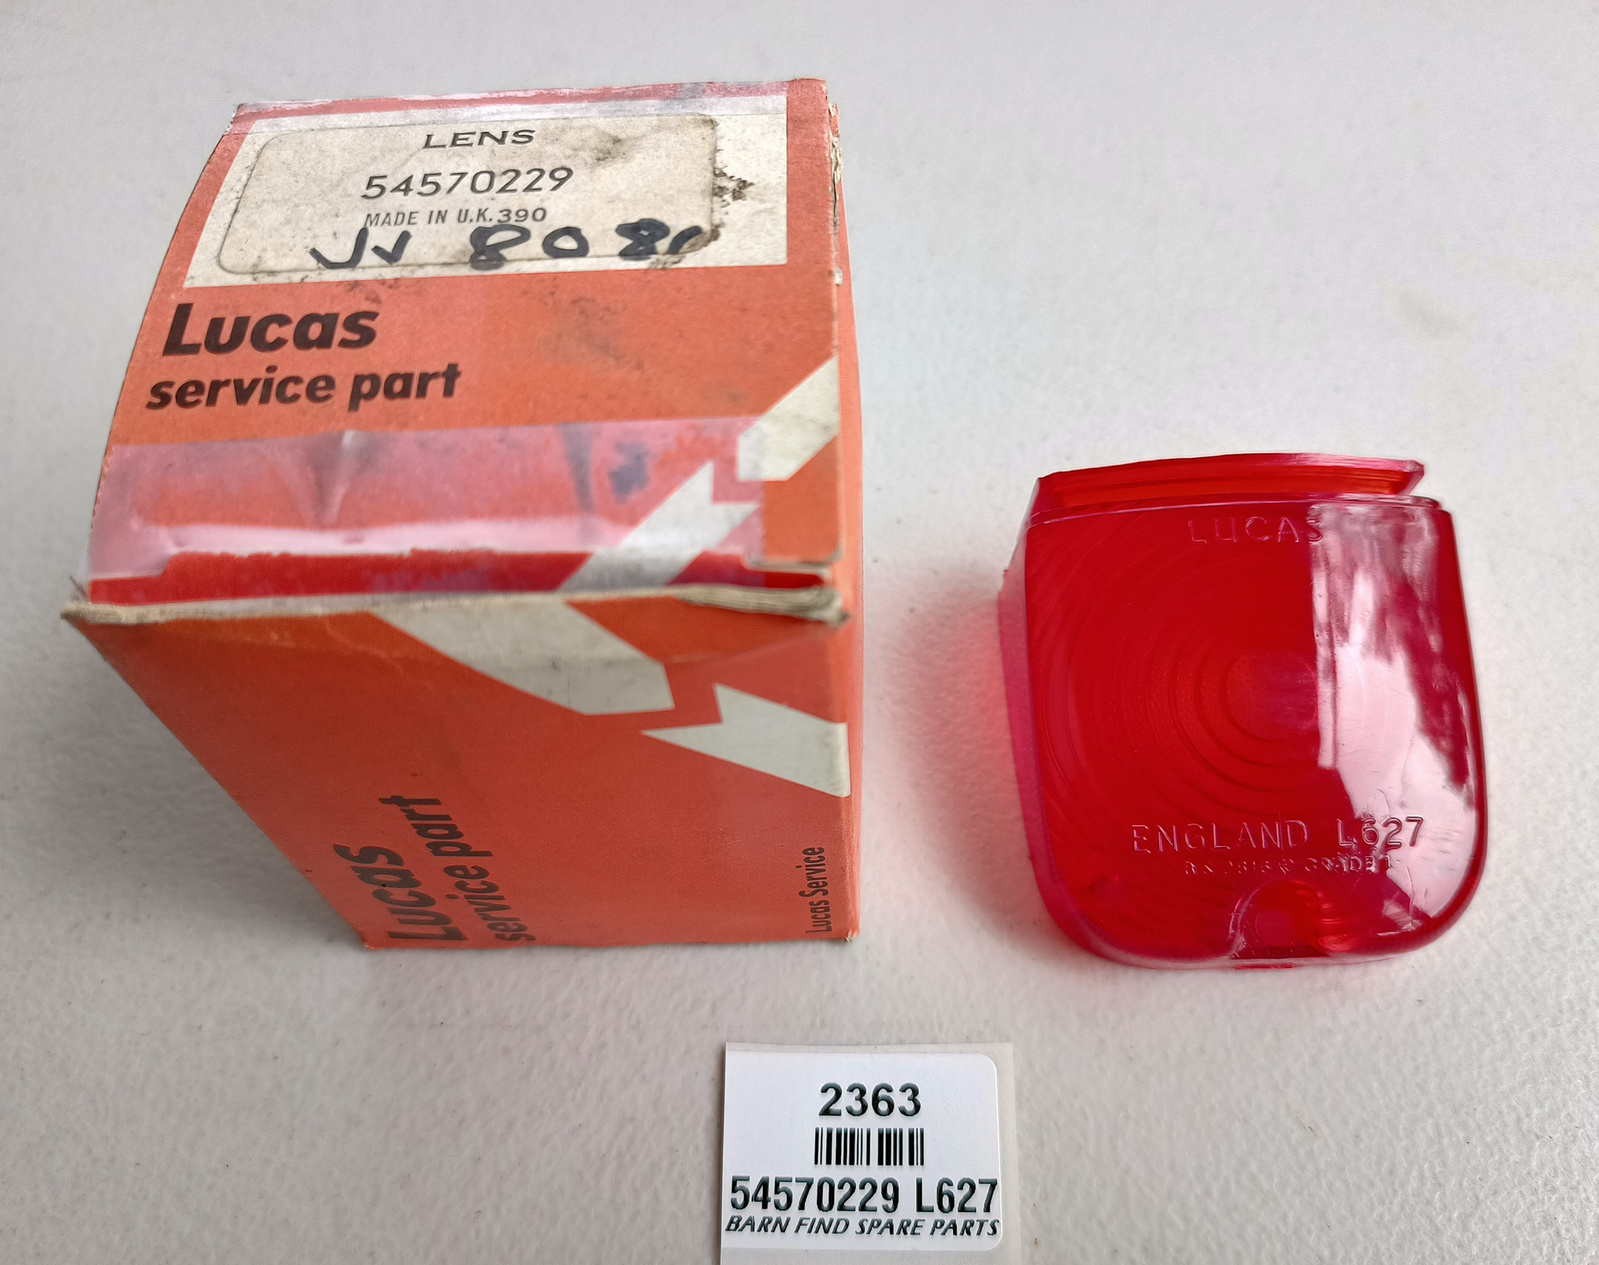 LENS
54570229
MADE IN U.K. 390
Lucas
service part
Lucas
service part
Lucas Service
LUCAS
ENGLAND L627
2363
54570229 L627
BARN FIND SPARE PARTS